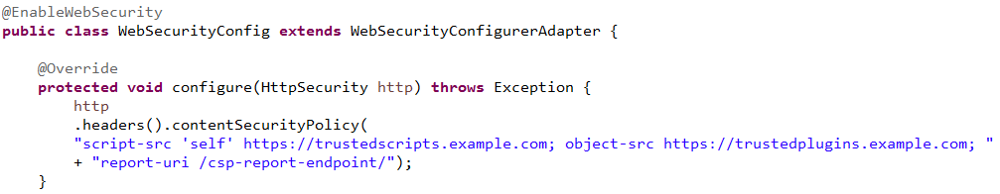 @EnableWebSecurity
public class WebSecurityConfig extends WebSecurityConfigurerAdapter {
@Override
protected void configure(HttpSecurity http) throws Exception {
http
.headers().contentSecurityPolicy(
"script-src 'self' https://trustedscripts.example.com; object-src https://trustedplugins.example.com; "
+ "report-uri /csp-report-endpoint/");
}